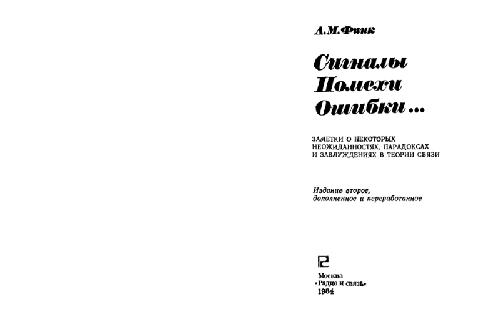 Л.М.Финк
Сигналы
Помехи
Ошибки...
ЗАМЕТКИ О НЕКОТОРЫХ
НЕОЖИДАННОСТЯХ, ПАРАДОКСАХ
И ЗАБЛУЖДЕНИЯХ В ТЕОРИИ СВЯЗИ
Издание второе,
дополненное и переработанное
Москва
«Радио и связь»
1984